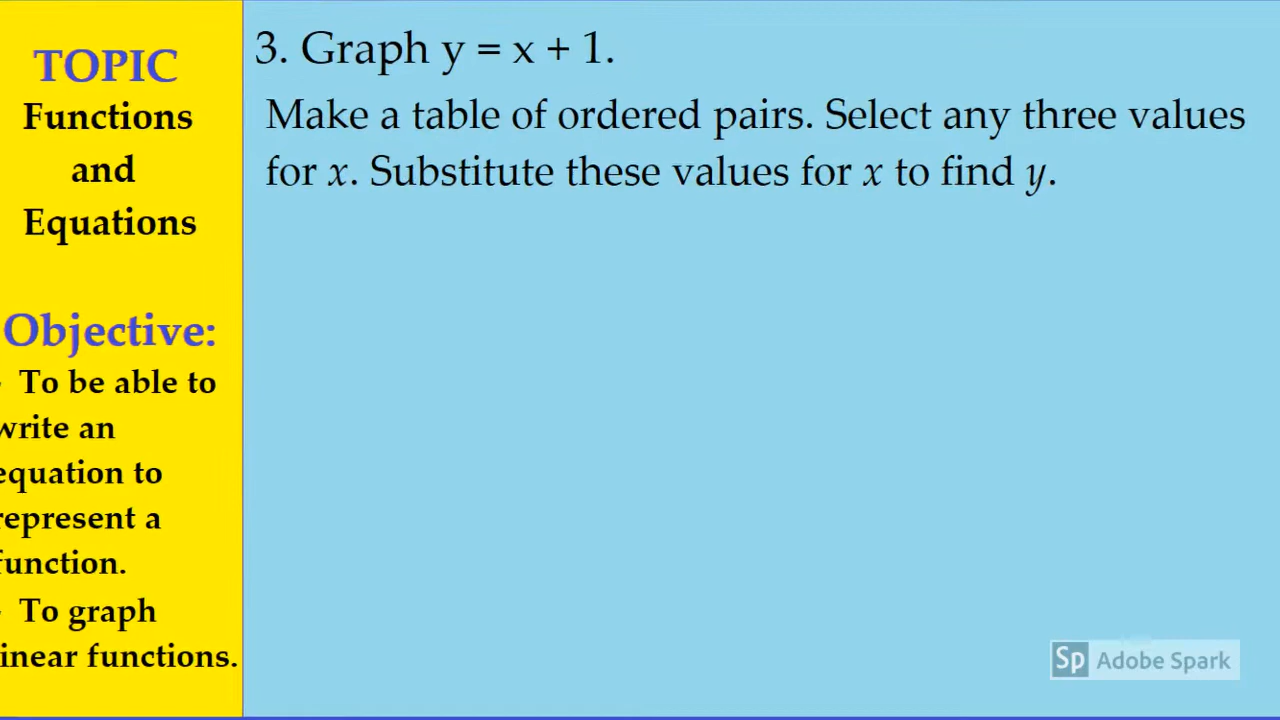 TOPIC
Functions
and
Equations
Objective:
To be able to
write an
equation to
represent a
function.
To graph
linear functions.
3. Graph y = x + 1.
Make a table of ordered pairs. Select any three values
for x. Substitute these values for x to find y.
Sp Adobe Spark